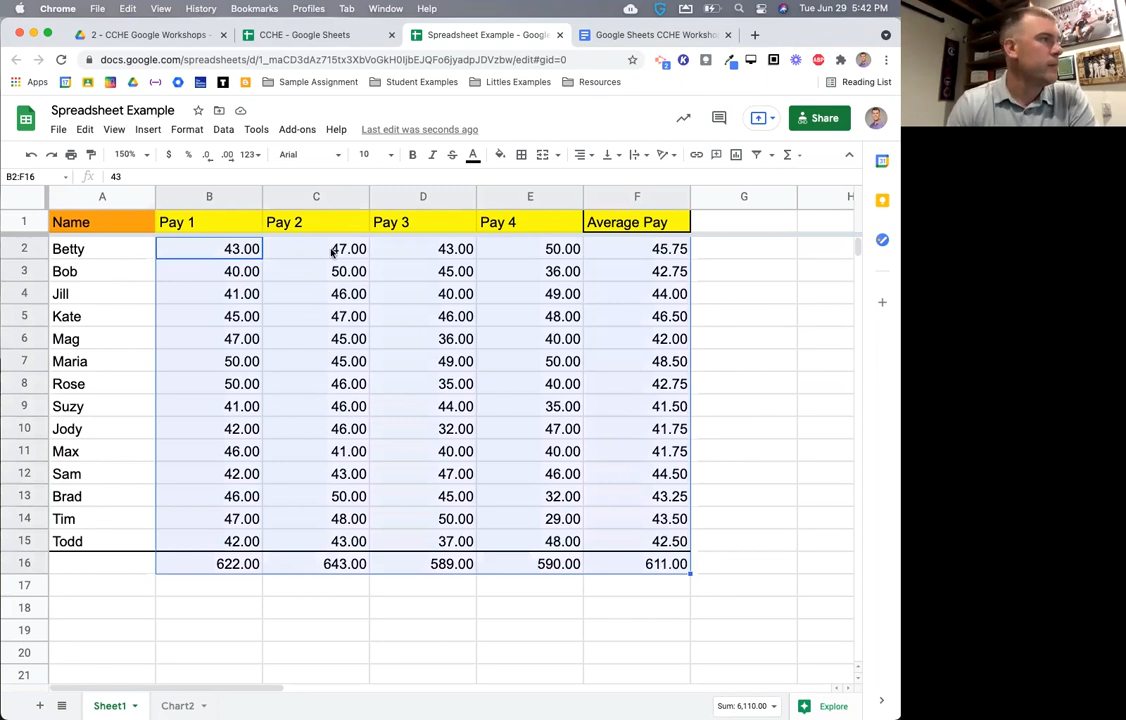 Chrome File Edit View History Bookmarks Profiles Tab Window Help Tue Jun 29 5:42 PM
2 - CCHE Google Workshops - CCHE - Google Sheets Spreadsheet Example - Google Google Sheets CCHE Worksho
docs.google.com/spreadsheets/d/1_maCD3dAz715tx3XbVoGkH0IjbEJQFo6jyadpJDVzbw/edit#gid=0
Apps Sample Assignment Student Examples Littles Examples Resources Reading List
Spreadsheet Example
Share
File Edit View Insert Format Data Tools Add-ons Help Last edit was seconds ago
150% $ % .0 .00 123 Arial 10 B I S A
B2:F16 fx 43
A B C D E F G H
1 Name Pay 1 Pay 2 Pay 3 Pay 4 Average Pay
2 Betty 43.00 47.00 43.00 50.00 45.75
3 Bob 40.00 50.00 45.00 36.00 42.75
4 Jill 41.00 46.00 40.00 49.00 44.00
5 Kate 45.00 47.00 46.00 48.00 46.50
6 Mag 47.00 45.00 36.00 40.00 42.00
7 Maria 50.00 45.00 49.00 50.00 48.50
8 Rose 50.00 46.00 35.00 40.00 42.75
9 Suzy 41.00 46.00 44.00 35.00 41.50
10 Jody 42.00 46.00 32.00 47.00 41.75
11 Max 46.00 41.00 40.00 40.00 41.75
12 Sam 42.00 43.00 47.00 46.00 44.50
13 Brad 46.00 50.00 45.00 32.00 43.25
14 Tim 47.00 48.00 50.00 29.00 43.50
15 Todd 42.00 43.00 37.00 48.00 42.50
16 622.00 643.00 589.00 590.00 611.00
17
18
19
20
21
Sheet1 Chart2 Sum: 6,110.00 Explore